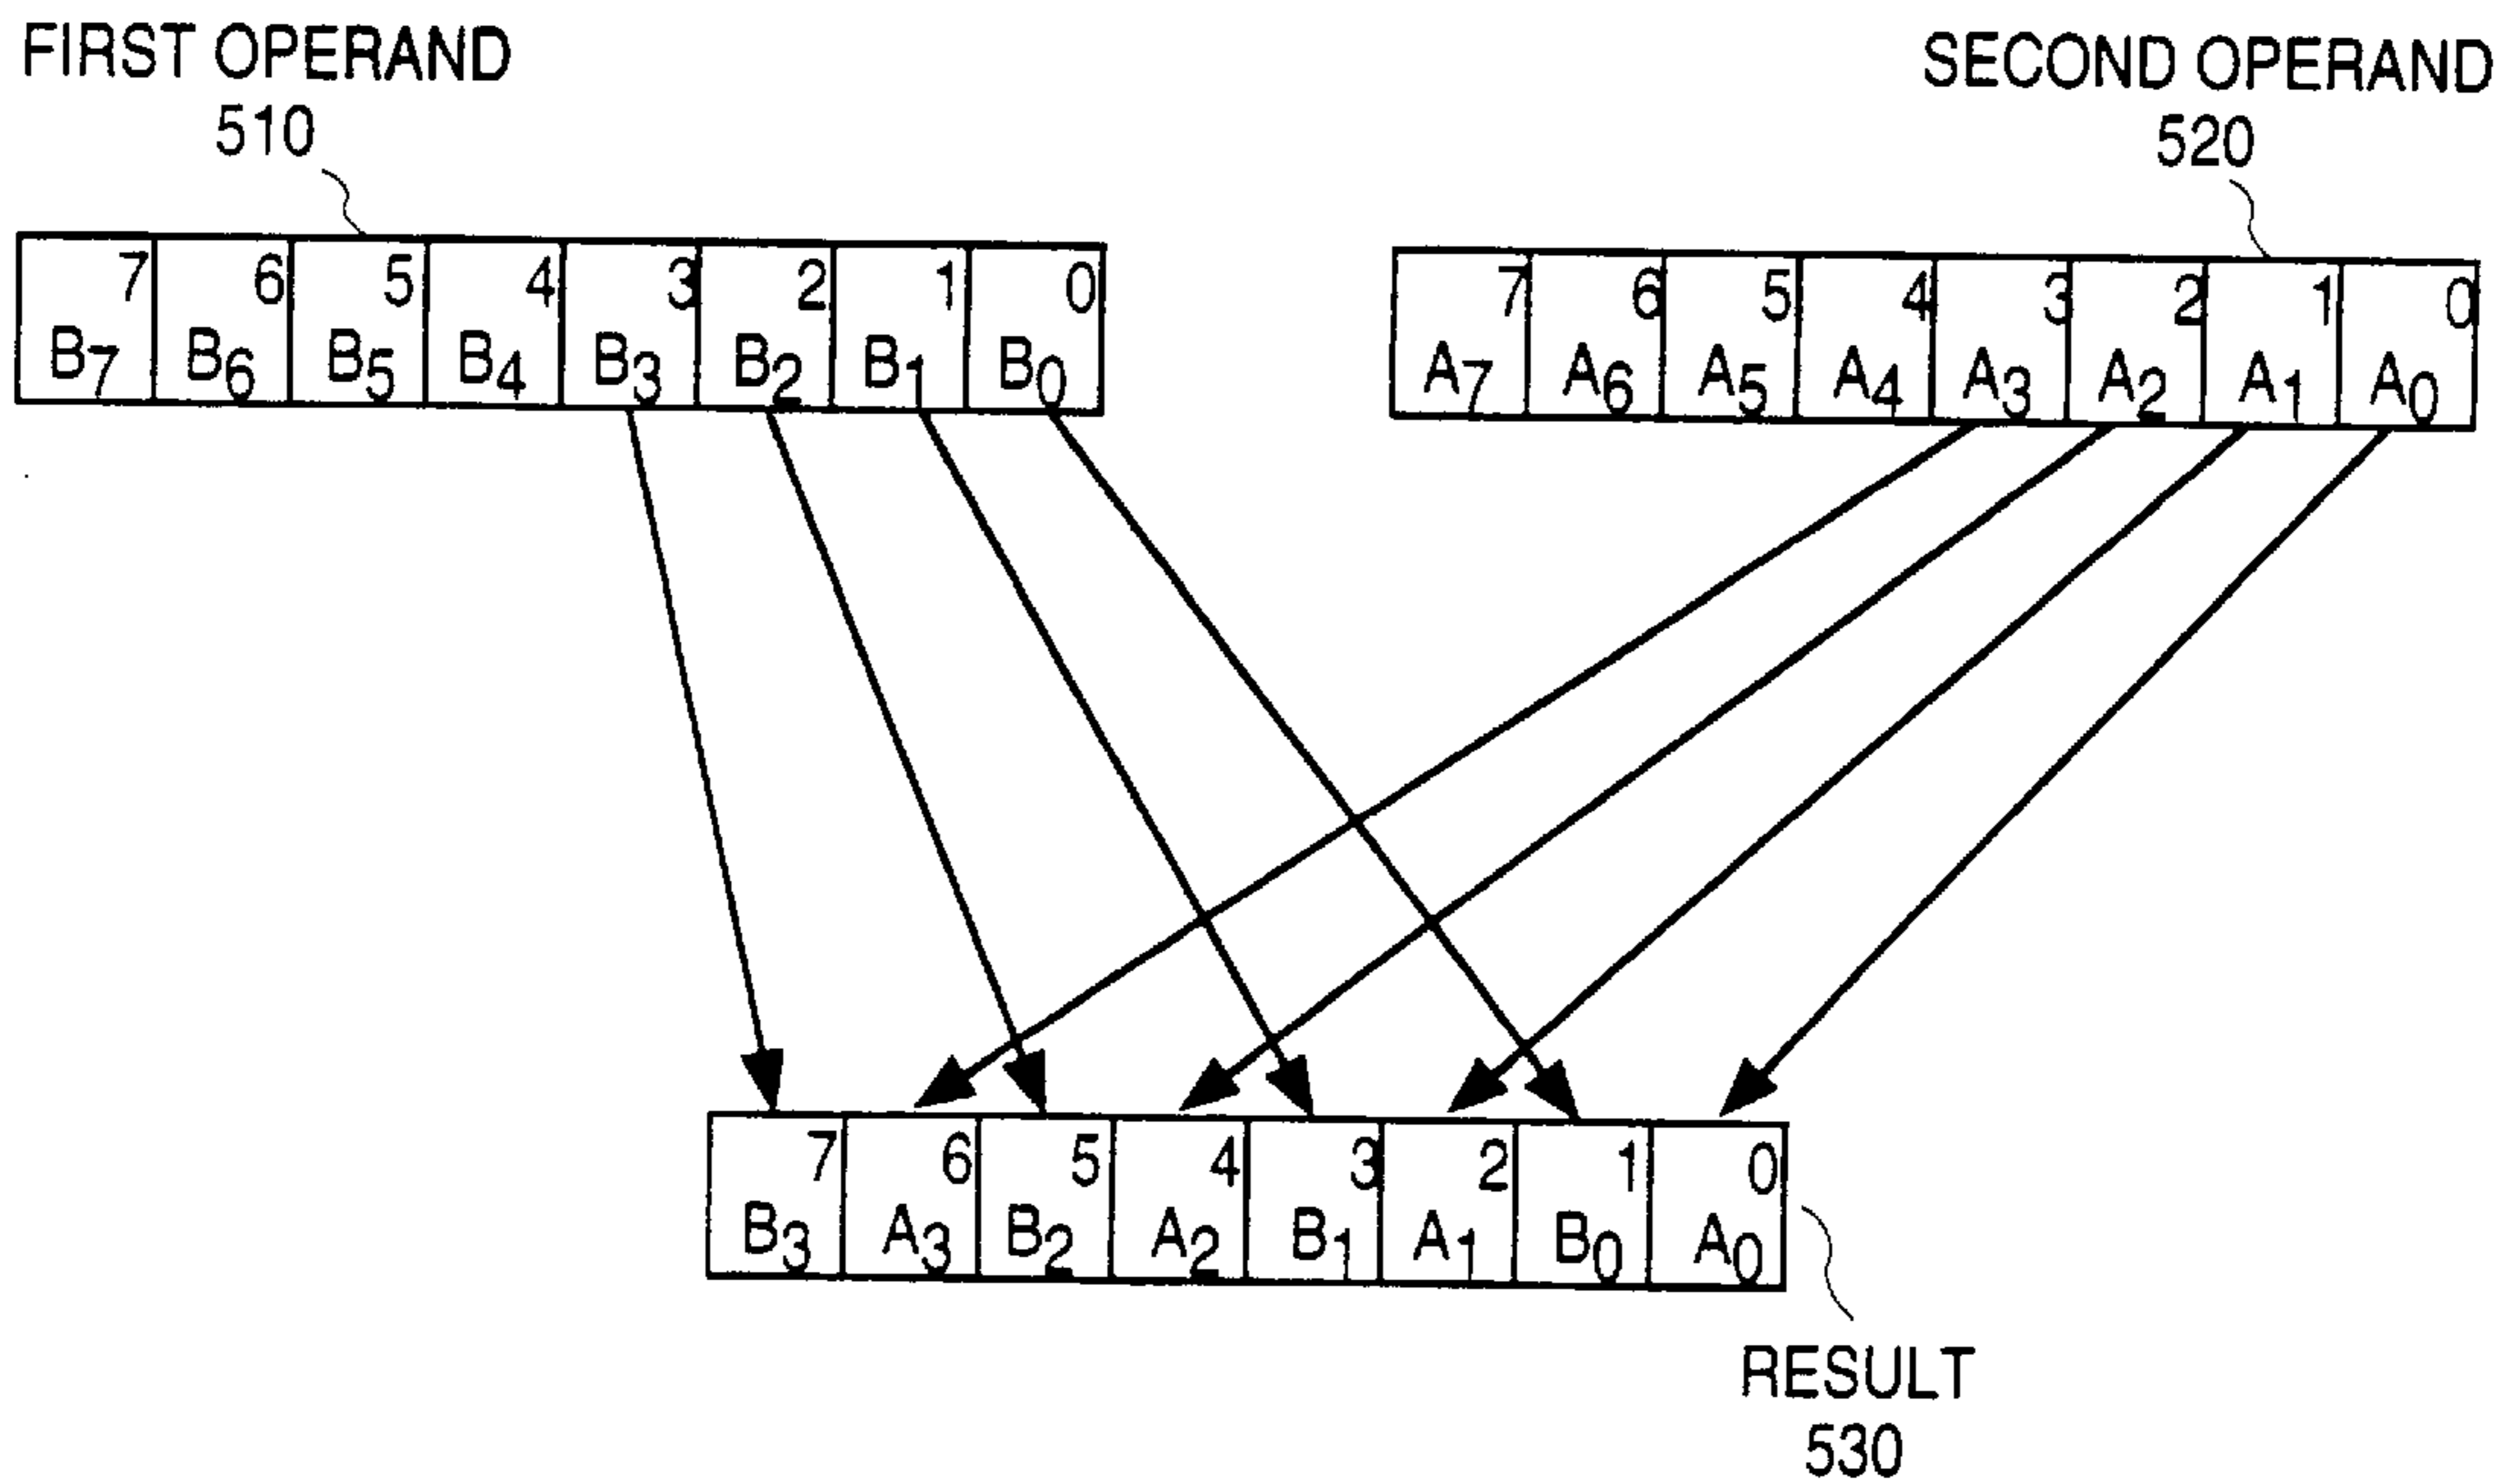 FIRST OPERAND
510
SECOND OPERAND
520
7 6 5 4 3 2 1 0
B7 B6 B5 B4 B3 B2 B1 B0
7 6 5 4 3 2 1 0
A7 A6 A5 A4 A3 A2 A1 A0
7 6 5 4 3 2 1 0
B3 A3 B2 A2 B1 A1 B0 A0
RESULT
530